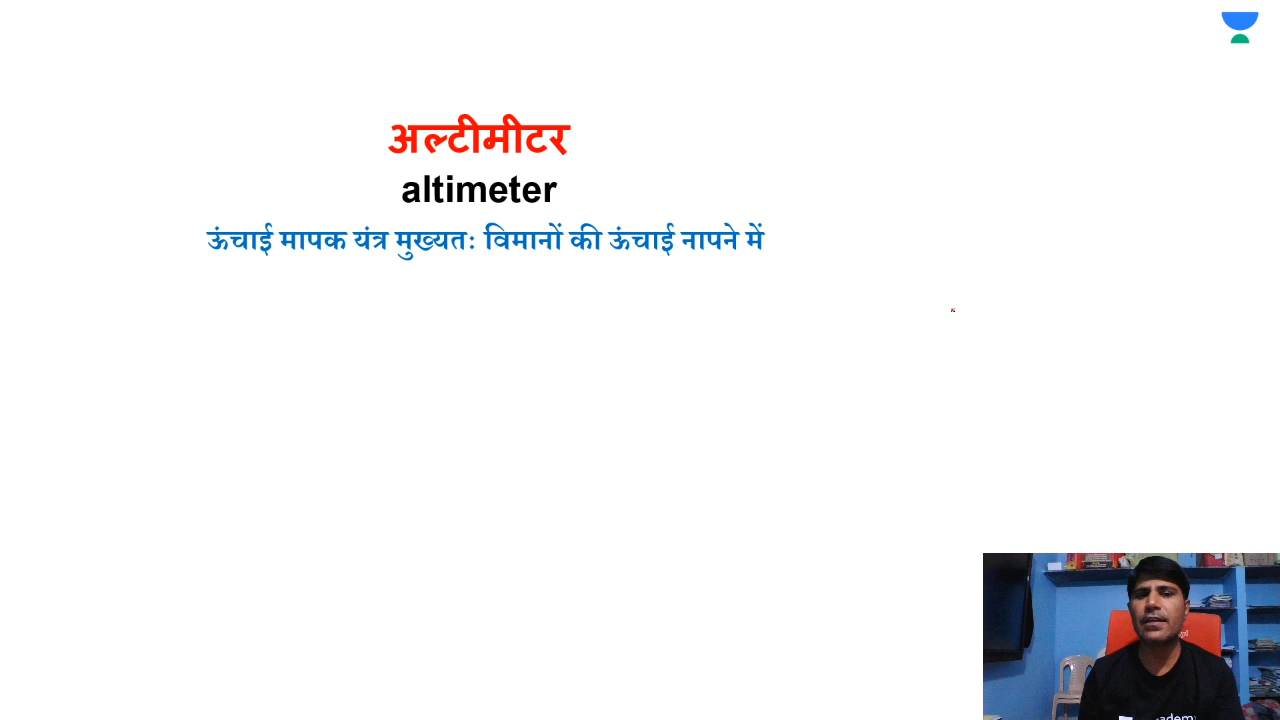 अल्टीमीटर
altimeter
ऊंचाई मापक यंत्र मुख्यतः विमानों की ऊंचाई नापने में